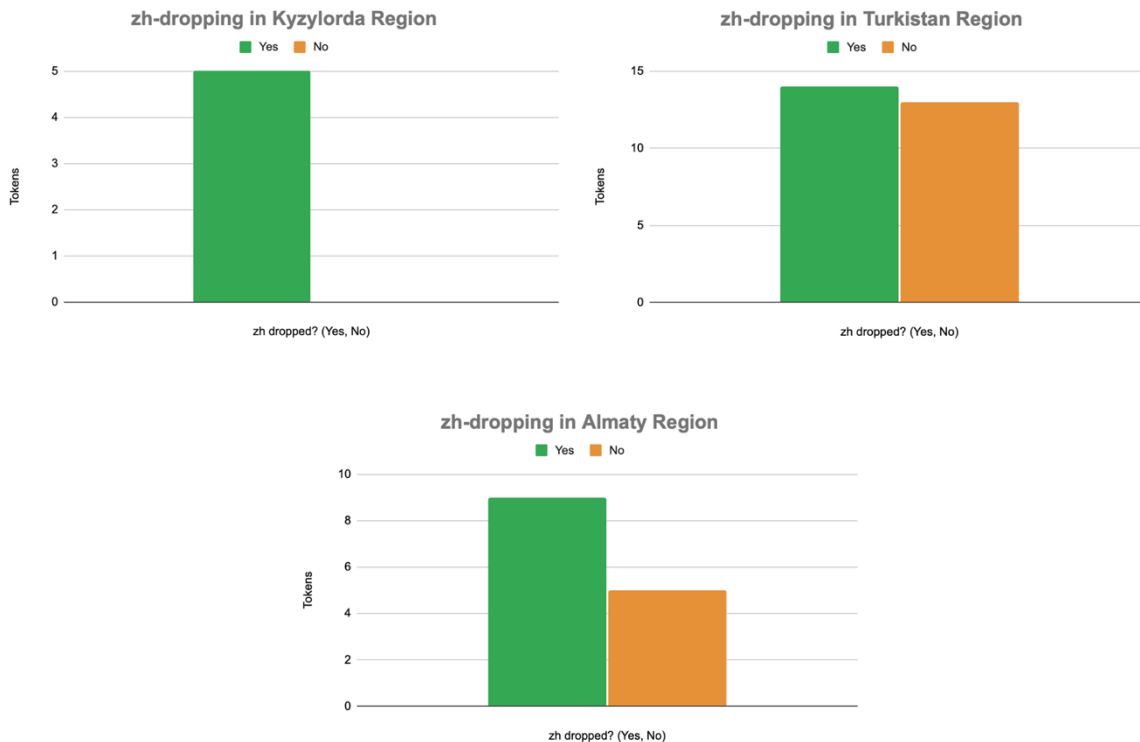 zh-dropping in Kyzylorda Region
Yes No
5
4
3
2
1
0
Tokens
zh dropped? (Yes, No)
zh-dropping in Turkistan Region
Yes No
15
10
5
0
Tokens
zh dropped? (Yes, No)
zh-dropping in Almaty Region
Yes No
10
8
6
4
2
0
Tokens
zh dropped? (Yes, No)